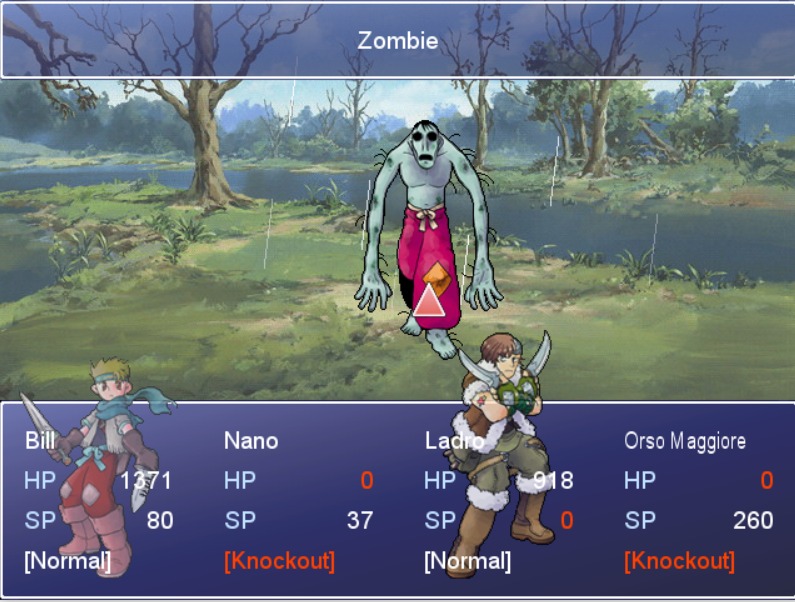 Zombie
Bill Nano Ladro Orso Maggiore
HP 1371 HP 0 HP 918 HP 0
SP 80 SP 37 SP 0 SP 260
[Normal] [Knockout] [Normal] [Knockout]